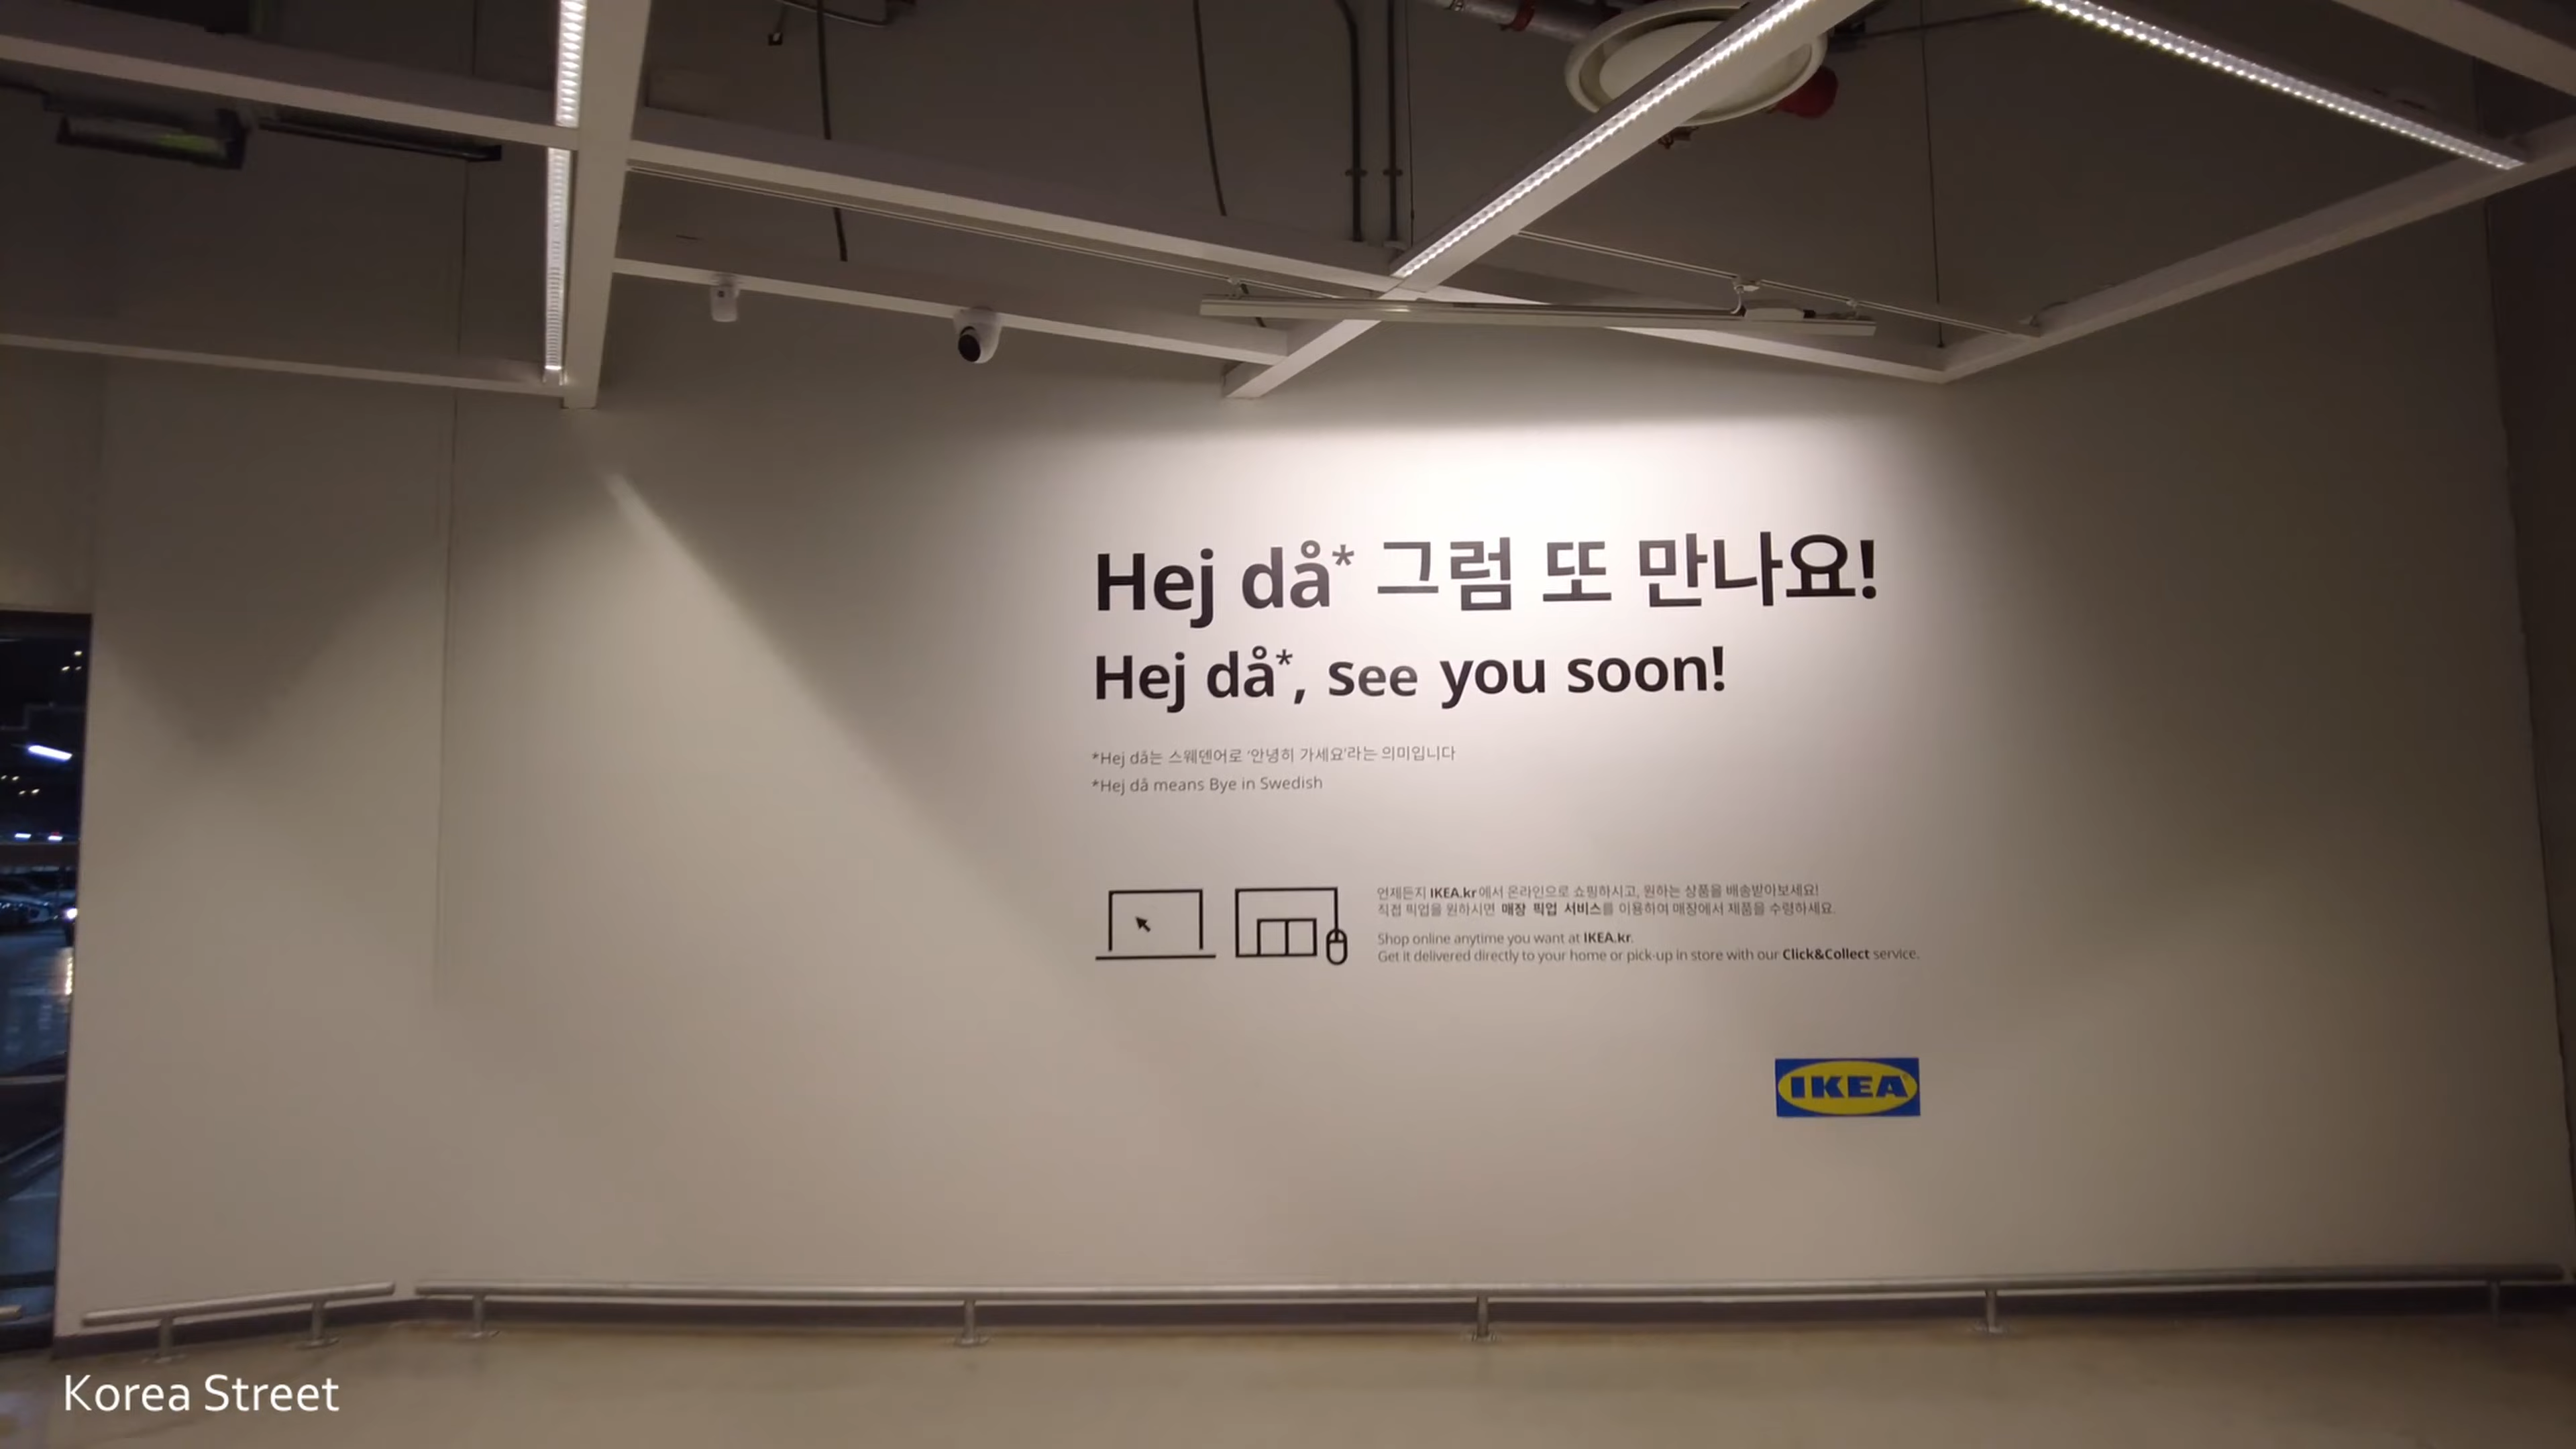 Hej då* 그럼 또 만나요!
Hej då*, see you soon!
*Hej då는 스웨덴어로 '안녕히 가세요'라는 의미입니다
*Hej då means Bye in Swedish
언제든지 IKEA.kr에서 온라인으로 쇼핑하시고, 원하는 상품을 배송받아보세요!
직접 픽업을 원하시면 매장 픽업 서비스를 이용하여 매장에서 제품을 수령하세요.
Shop online anytime you want at IKEA.kr.
Get it delivered directly to your home or pick-up in store with our Click&Collect service.
IKEA
Korea Street